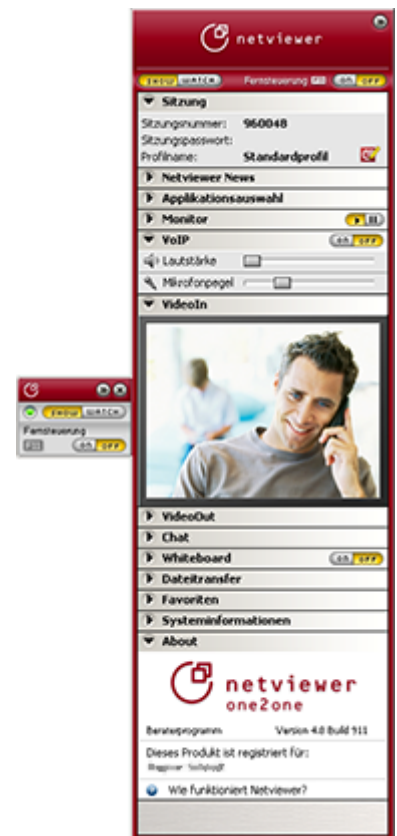 netviewer
SHOW WATCH Fernsteuerung F11 on OFF
Sitzung
Sitzungsnummer: 960048
Sitzungspasswort:
Profilname: Standardprofil
Netviewer News
Applikationsauswahl
Monitor
VoIP on OFF
Lautstärke
Mikrofonpegel
VideoIn
SHOW WATCH
Fernsteuerung
F11 on OFF
VideoOut
Chat
Whiteboard on OFF
Dateitransfer
Favoriten
Systeminformationen
About
netviewer
one2one
Beraterprogramm Version 4.0 Build 911
Dieses Produkt ist registriert für:
Wie funktioniert Netviewer?